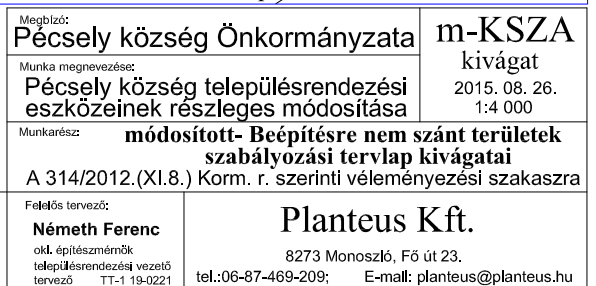 Megbízó:
Pécsely község Önkormányzata
m-KSZA
kivágat
2015. 08. 26.
1:4 000
Munka megnevezése:
Pécsely község településrendezési
eszközeinek részleges módosítása
Munkarész:
módosított- Beépítésre nem szánt területek
szabályozási tervlap kivágatai
A 314/2012.(XI.8.) Korm. r. szerinti véleményezési szakaszra
Felelős tervező:
Németh Ferenc
okl. építészmérnök
településrendezési vezető
tervező TT-1 19-0221
Planteus Kft.
8273 Monoszló, Fő út 23.
tel.:06-87-469-209; E-mail: planteus@planteus.hu